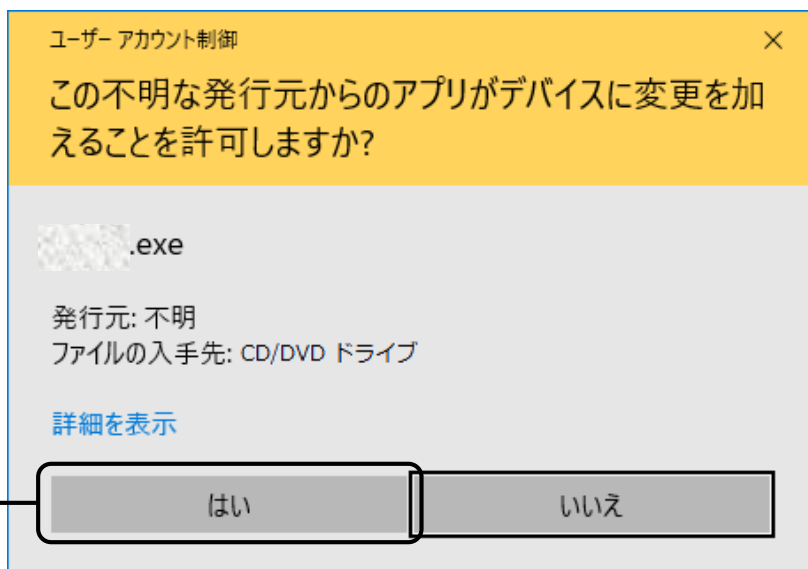 ユーザー アカウント制御
この不明な発行元からのアプリがデバイスに変更を加
えることを許可しますか?
.exe
発行元: 不明
ファイルの入手先: CD/DVD ドライブ
詳細を表示
はい
いいえ